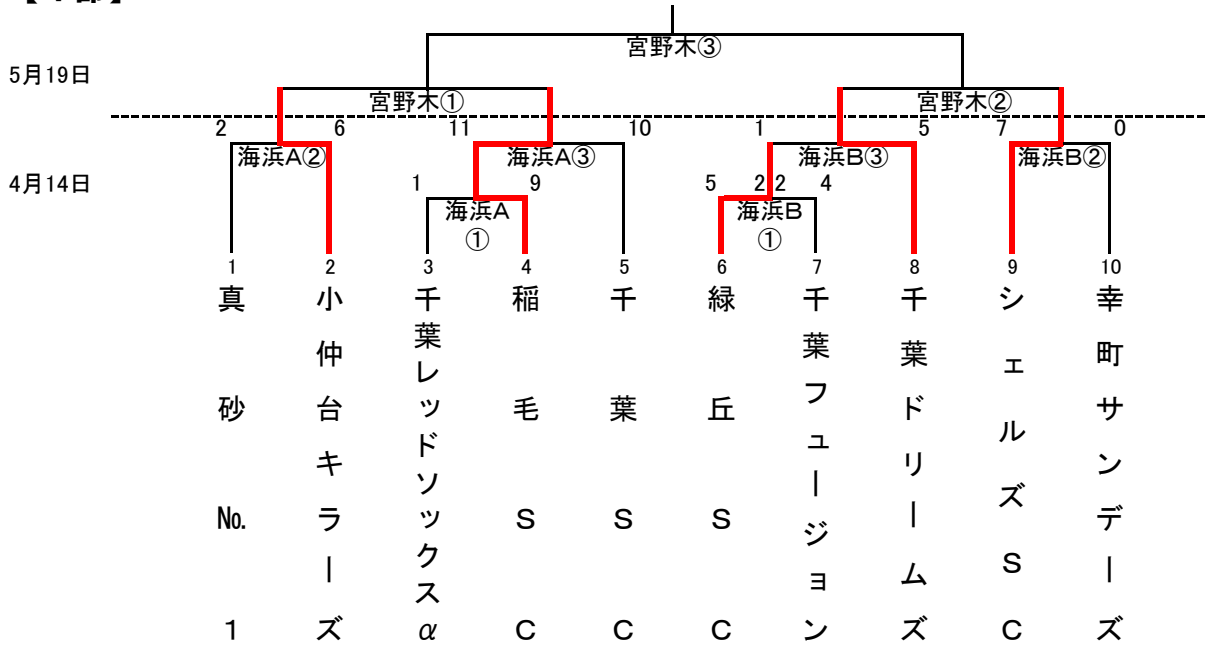 宮野木③
5月19日
宮野木① 宮野木②
2 6 11 10 1 5 7 0
海浜A② 海浜A③ 海浜B③ 海浜B②
4月14日
1 9 5 2 2 4
海浜A 海浜B
① ①
1 2 3 4 5 6 7 8 9 10
真砂№1
小仲台キラーズ
千葉レッドソックスα
稲毛SC
千葉SC
緑丘SC
千葉フュージョン
千葉ドリームズ
シェルズSC
幸町サンデーズ